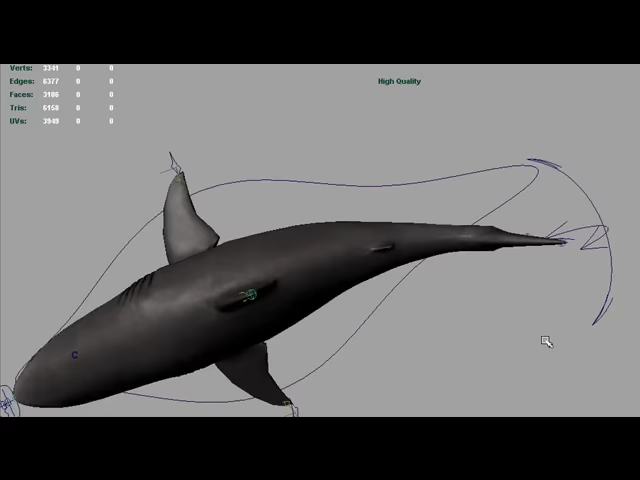 Verts: 3341 0 0
Edges: 6377 0 0
Faces: 3106 0 0
Tris: 6158 0 0
UVs: 3949 0 0
High Quality